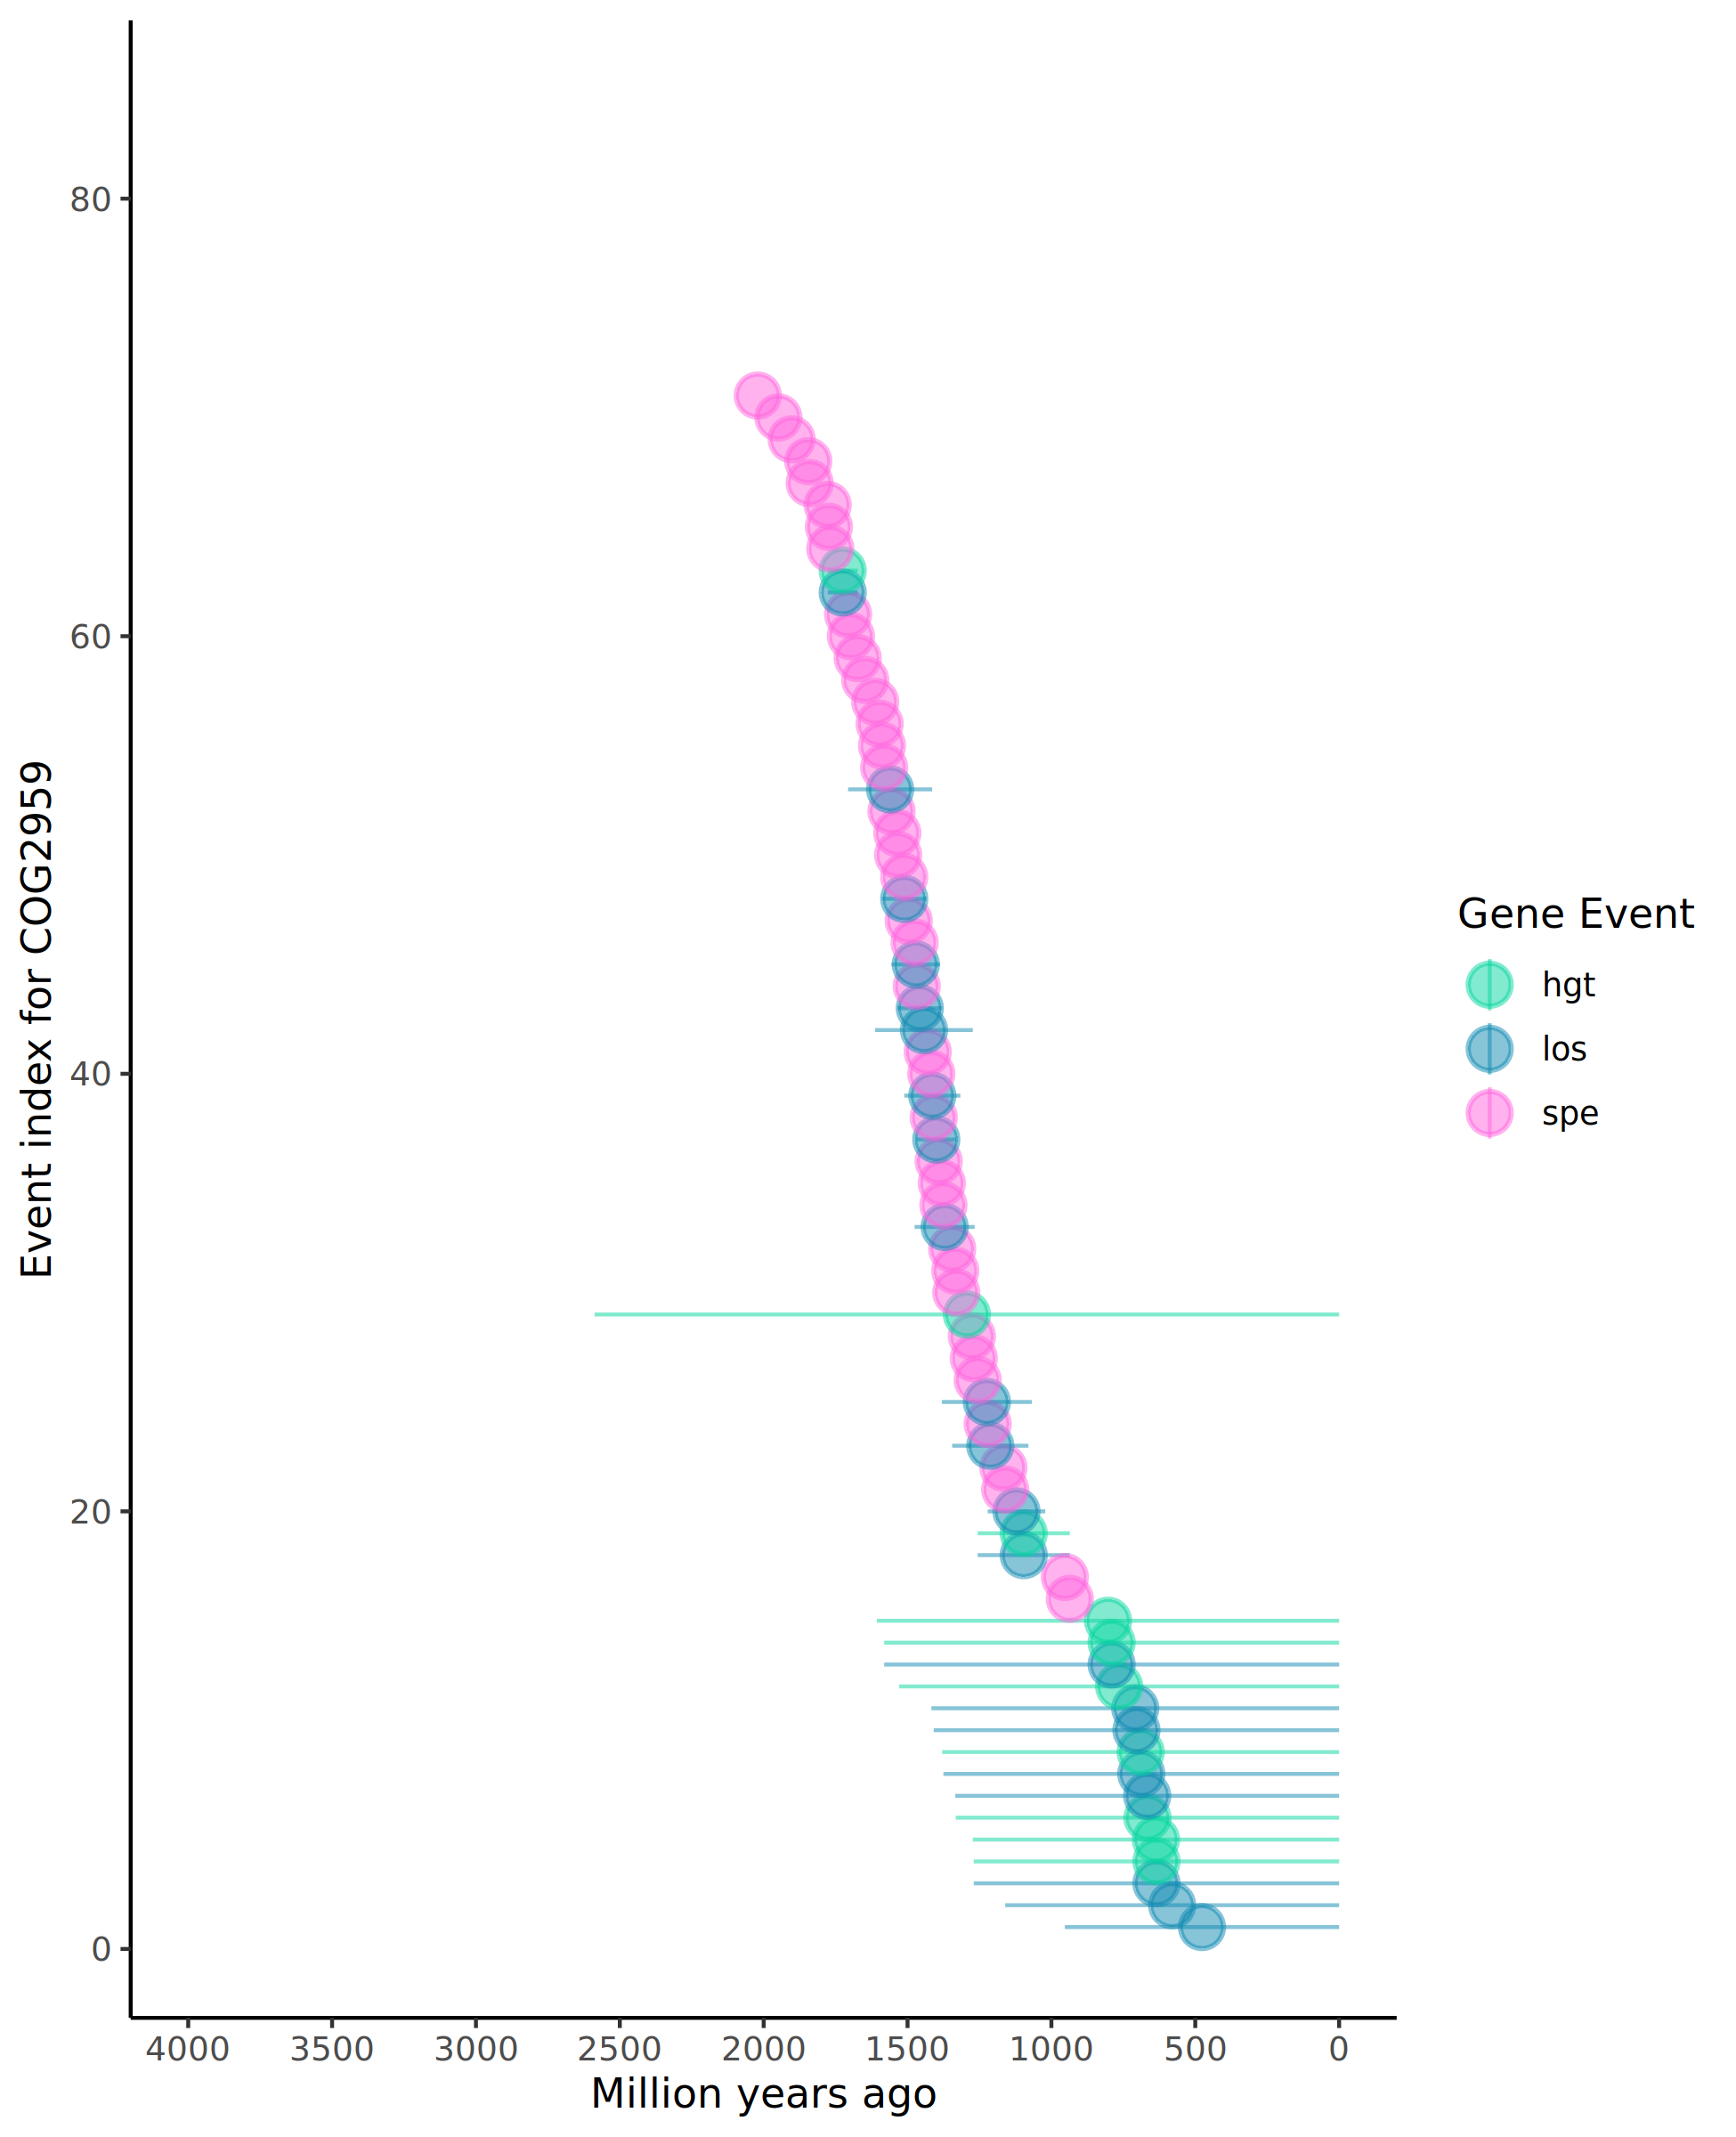 80
60
40
20
0
Event index for COG2959
4000 3500 3000 2500 2000 1500 1000 500 0
Million years ago
Gene Event
hgt
los
spe